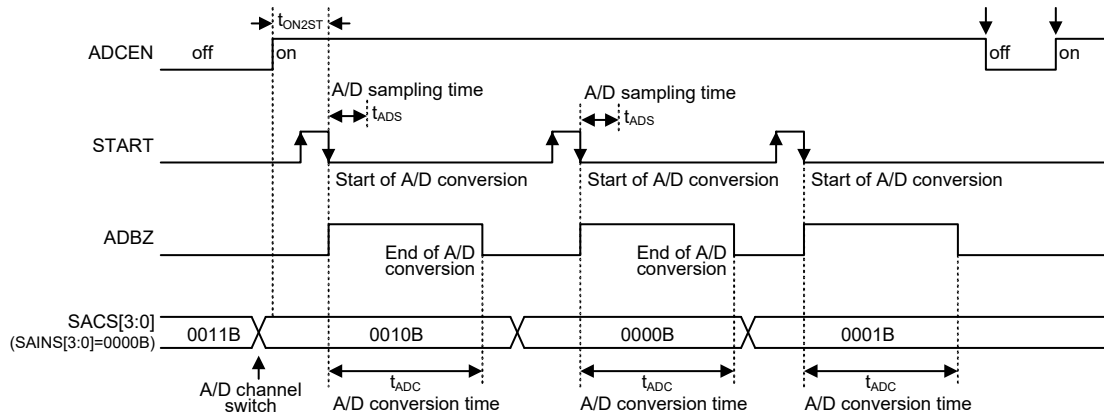 tON2ST
ADCEN off on off on
A/D sampling time A/D sampling time
tADS tADS
START
Start of A/D conversion Start of A/D conversion Start of A/D conversion
ADBZ
End of A/D conversion End of A/D conversion
SACS[3:0]
(SAINS[3:0]=0000B) 0011B 0010B 0000B 0001B
A/D channel switch
tADC tADC tADC
A/D conversion time A/D conversion time A/D conversion time